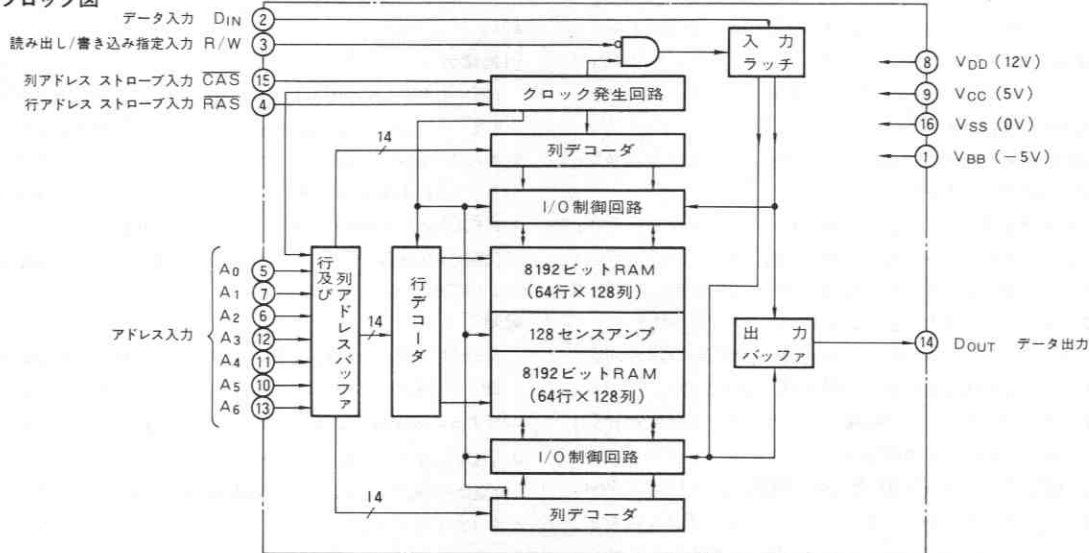 ブロック図
データ入力 DIN 2
読み出し/書き込み指定入力 R/W 3
列アドレス ストローブ入力 CAS 15
行アドレス ストローブ入力 RAS 4
入力
ラッチ
クロック発生回路
8 VDD (12V)
9 VCC (5V)
16 VSS (0V)
1 VBB (−5V)
14
列デコーダ
I/O制御回路
アドレス入力
A0 5
A1 7
A2 6
A3 12
A4 11
A5 10
A6 13
行及び
列アドレスバッファ
14
行デコーダ
8192ビットRAM
(64行×128列)
128センスアンプ
8192ビットRAM
(64行×128列)
出力
バッファ
14 DOUT データ出力
I/O制御回路
14
列デコーダ